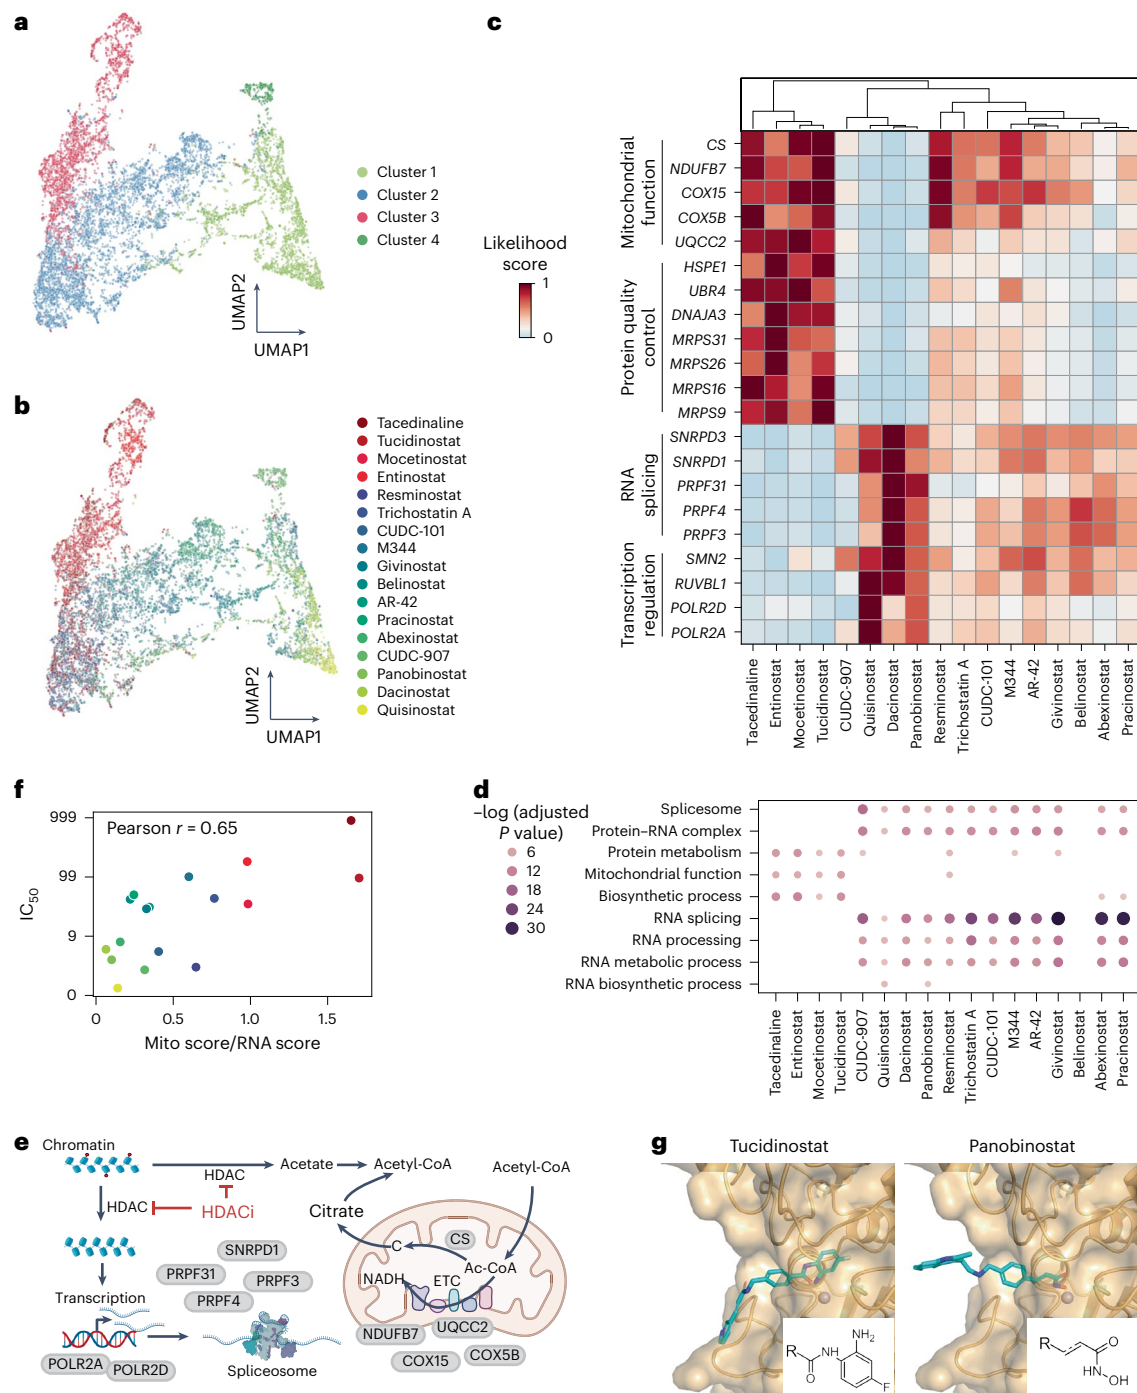 a
Cluster 1
Cluster 2
Cluster 3
Cluster 4
UMAP2
UMAP1
b
Tacedinaline
Tucidinostat
Mocetinostat
Entinostat
Resminostat
Trichostatin A
CUDC-101
M344
Givinostat
Belinostat
AR-42
Pracinostat
Abexinostat
CUDC-907
Panobinostat
Dacinostat
Quisinostat
UMAP2
UMAP1
c
Likelihood
score
1
0
Mitochondrial
function
Protein quality
control
RNA
splicing
Transcription
regulation
CS
NDUFB7
COX15
COX5B
UQCC2
HSPE1
UBR4
DNAJA3
MRPS31
MRPS26
MRPS16
MRPS9
SNRPD3
SNRPD1
PRPF31
PRPF4
PRPF3
SMN2
RUVBL1
POLR2D
POLR2A
Tacedinaline
Entinostat
Mocetinostat
Tucidinostat
CUDC-907
Quisinostat
Dacinostat
Panobinostat
Resminostat
Trichostatin A
CUDC-101
M344
AR-42
Givinostat
Belinostat
Abexinostat
Pracinostat
f
Pearson r = 0.65
IC50
999
99
9
0
0
0.5
1.0
1.5
Mito score/RNA score
d
–log (adjusted
P value)
6
12
18
24
30
Splicesome
Protein–RNA complex
Protein metabolism
Mitochondrial function
Biosynthetic process
RNA splicing
RNA processing
RNA metabolic process
RNA biosynthetic process
Tacedinaline
Entinostat
Mocetinostat
Tucidinostat
CUDC-907
Quisinostat
Dacinostat
Panobinostat
Resminostat
Trichostatin A
CUDC-101
M344
AR-42
Givinostat
Belinostat
Abexinostat
Pracinostat
e
Chromatin
Acetate
Acetyl-CoA
Acetyl-CoA
HDAC
HDAC
HDACi
Citrate
SNRPD1
PRPF31
PRPF3
PRPF4
Transcription
POLR2A
POLR2D
Spliceosome
C
CS
Ac-CoA
NADH
ETC
NDUFB7
UQCC2
COX15
COX5B
g
Tucidinostat
Panobinostat
R
O
NH
NH2
F
R
O
HN
OH